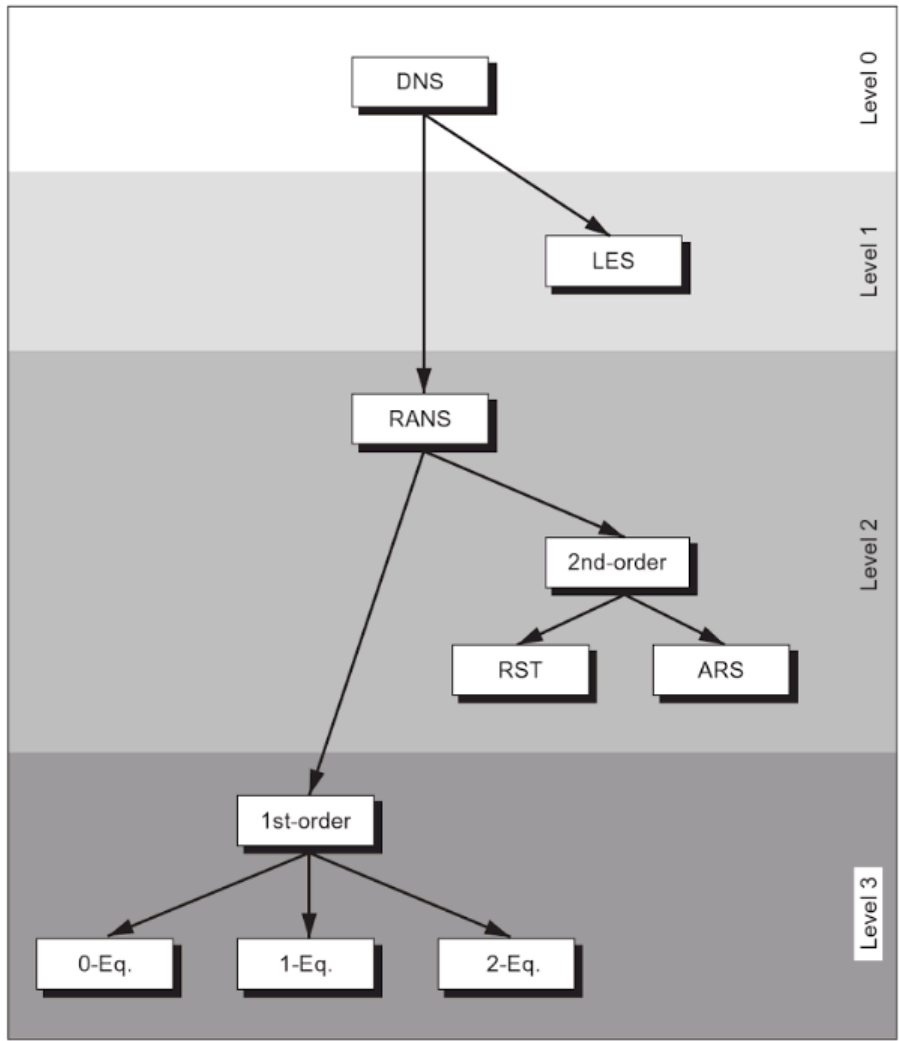 DNS
Level 0
LES
Level 1
RANS
2nd-order
Level 2
RST
ARS
1st-order
Level 3
0-Eq.
1-Eq.
2-Eq.